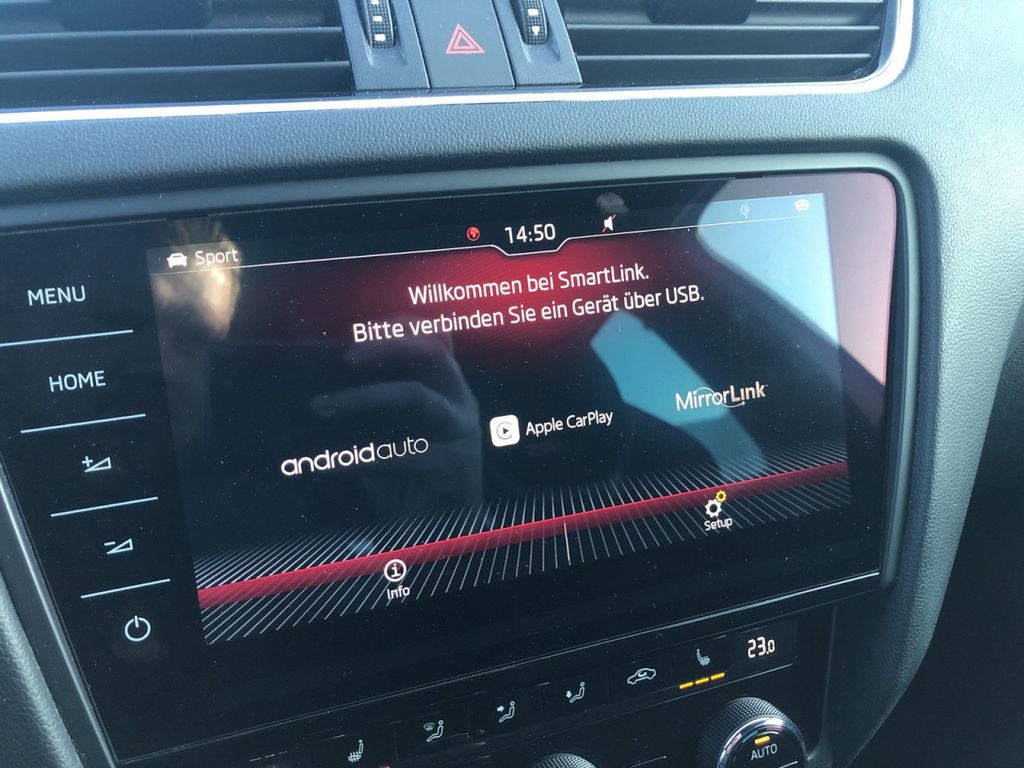 14:50
Sport
MENU
Willkommen bei SmartLink.
Bitte verbinden Sie ein Gerät über USB.
HOME
MirrorLink
Apple CarPlay
androidauto
Setup
Info
23.0
AUTO